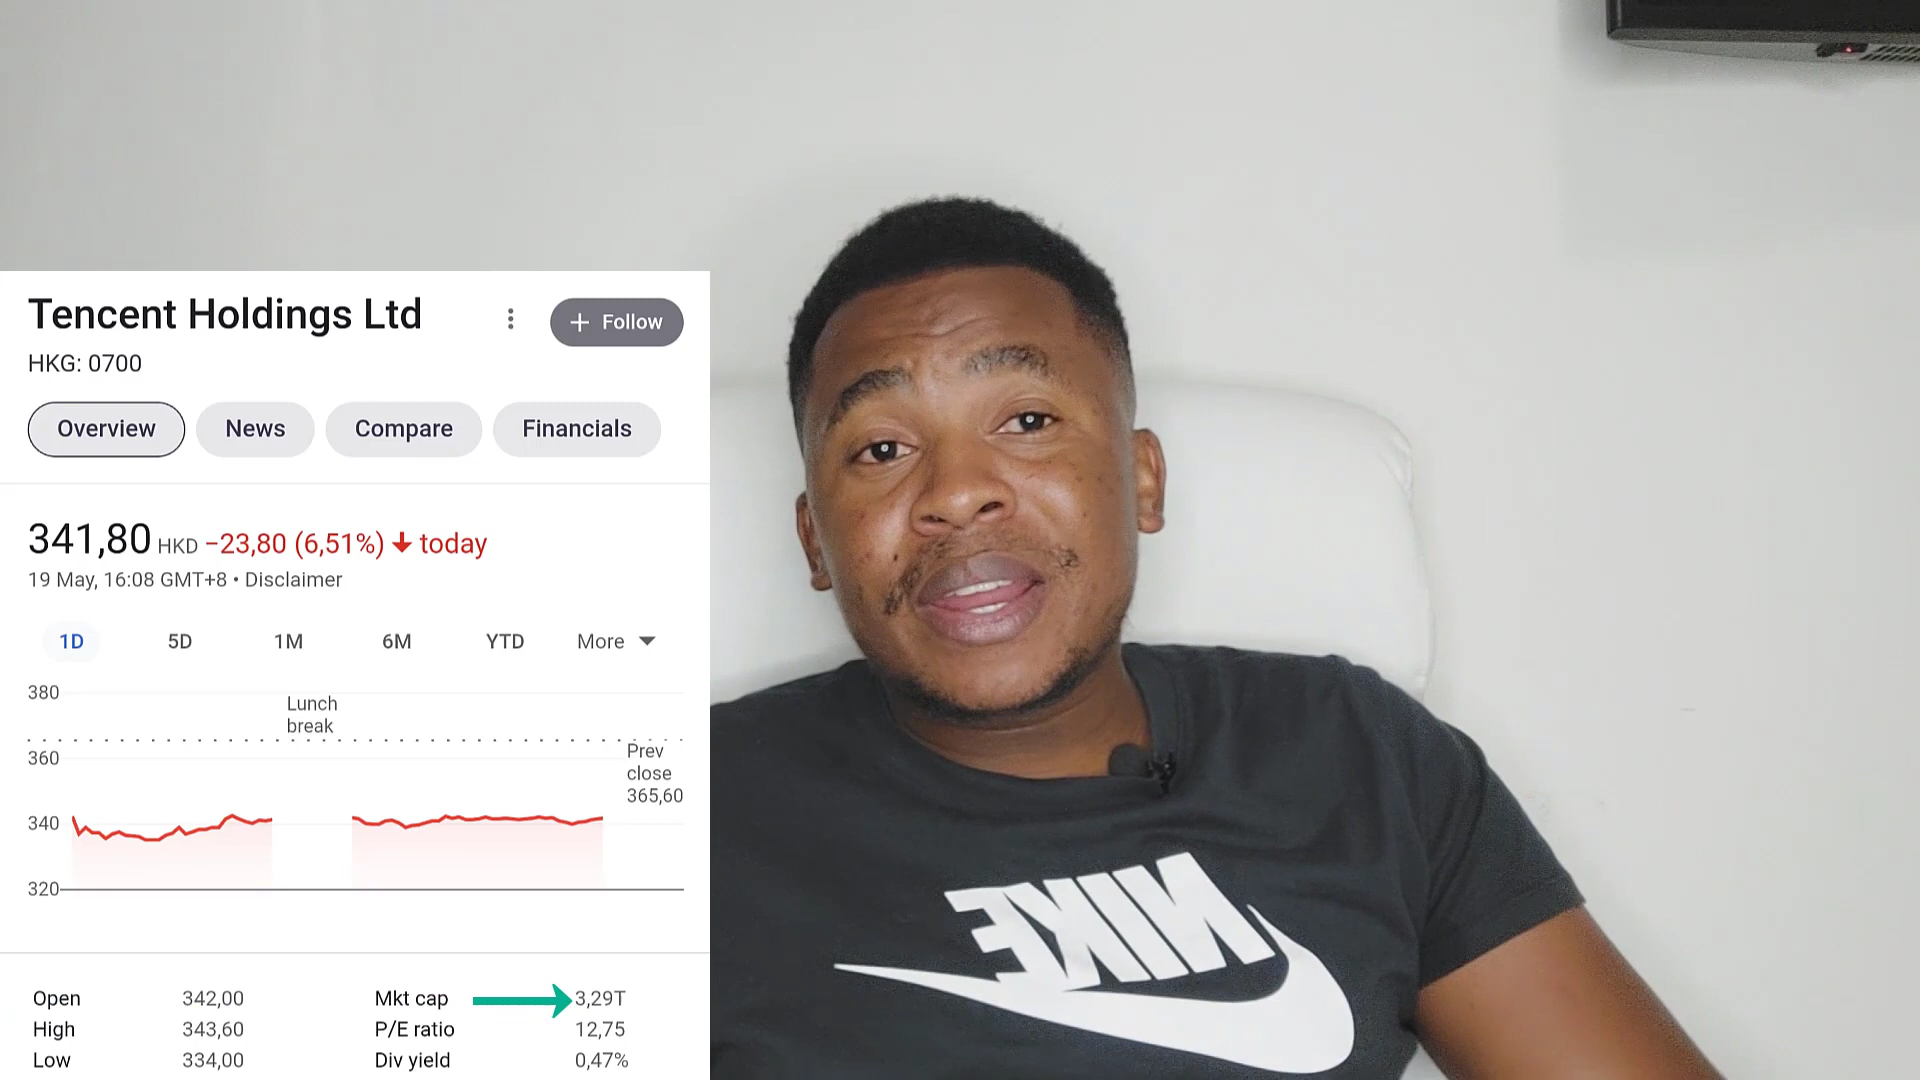 Tencent Holdings Ltd
+ Follow
HKG: 0700
Overview News Compare Financials
341,80 HKD −23,80 (6,51%) ↓ today
19 May, 16:08 GMT+8 • Disclaimer
1D 5D 1M 6M YTD More
380
Lunch
break
360
Prev
close
365,60
340
320
Open 342,00 Mkt cap 3,29T
High 343,60 P/E ratio 12,75
Low 334,00 Div yield 0,47%
NIKE